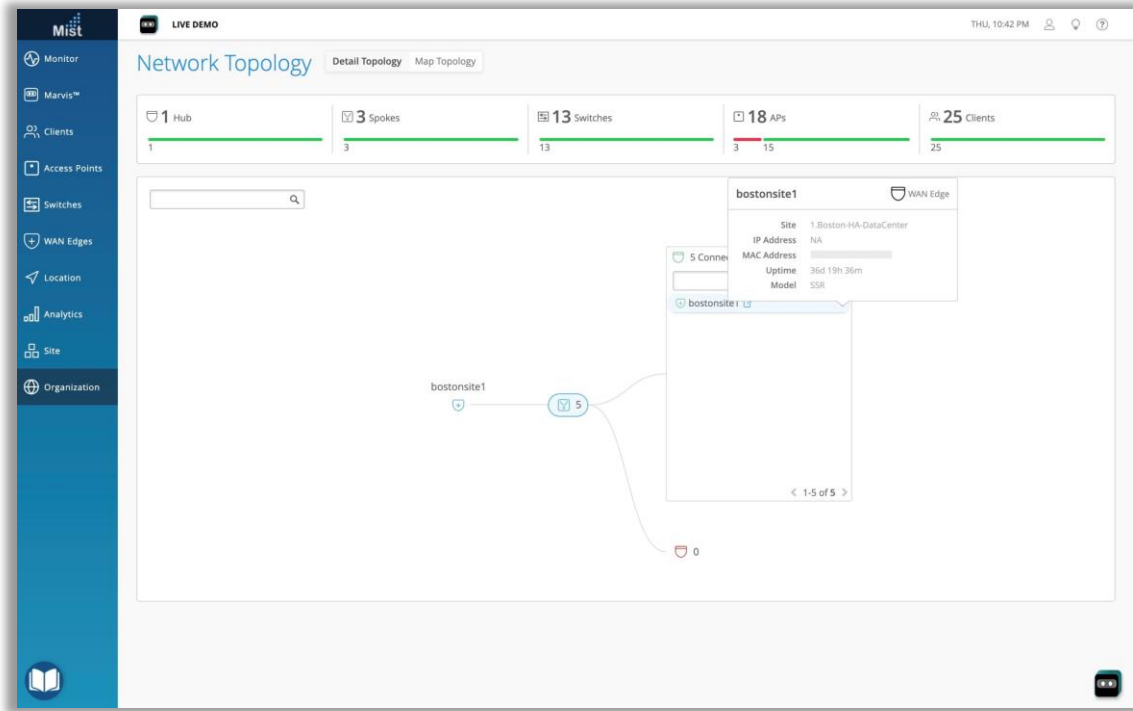 Mist
LIVE DEMO
THU, 10:42 PM
Monitor
Marvis™
Clients
Access Points
Switches
WAN Edges
Location
Analytics
Site
Organization
Network Topology
Detail Topology Map Topology
1 Hub
1
3 Spokes
3
13 Switches
13
18 APs
3 15
25 Clients
25
bostonsite1 WAN Edge
Site 1.Boston-HA-DataCenter
IP Address NA
MAC Address
Uptime 36d 19h 36m
Model SSR
5
bostonsite1
bostonsite1
5
1-5 of 5
0